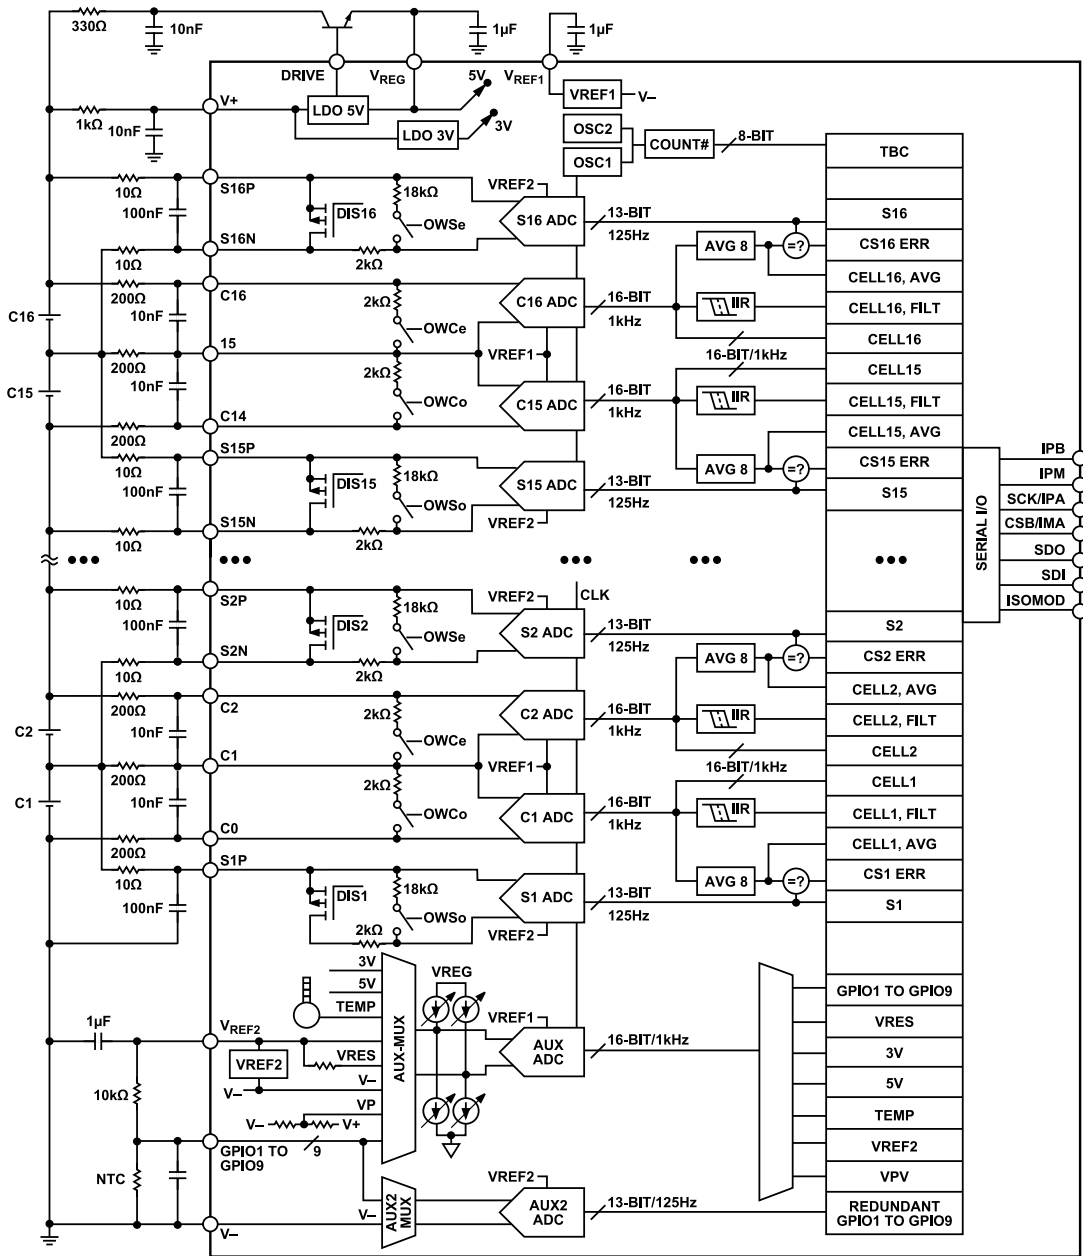 330Ω
10nF
1µF
1µF
DRIVE
VREG
5V
VREF1
V+
LDO 5V
VREF1
V–
1kΩ
10nF
LDO 3V
3V
OSC2
OSC1
COUNT#
8-BIT
TBC
10Ω
S16P
DIS16
18kΩ
OWSe
VREF2
S16 ADC
13-BIT
125Hz
S16
100nF
S16N
10Ω
2kΩ
AVG 8
=?
CS16 ERR
CELL16, AVG
200Ω
C16
C16
10nF
2kΩ
OWCe
C16 ADC
16-BIT
1kHz
IIR
CELL16, FILT
CELL16
15
200Ω
VREF1
16-BIT/1kHz
CELL15
C15
10nF
2kΩ
OWCo
C15 ADC
16-BIT
1kHz
IIR
CELL15, FILT
C14
200Ω
CELL15, AVG
S15P
10Ω
100nF
DIS15
18kΩ
OWSo
S15 ADC
VREF2
13-BIT
125Hz
AVG 8
=?
CS15 ERR
S15
S15N
10Ω
2kΩ
SERIAL I/O
IPB
IPM
SCK/IPA
CSB/IMA
SDO
SDI
ISOMOD
CLK
10Ω
S2P
100nF
DIS2
18kΩ
OWSe
VREF2
S2 ADC
13-BIT
125Hz
S2
S2N
10Ω
2kΩ
AVG 8
=?
CS2 ERR
CELL2, AVG
200Ω
C2
C2
10nF
2kΩ
OWCe
C2 ADC
16-BIT
1kHz
IIR
CELL2, FILT
CELL2
C1
200Ω
VREF1
16-BIT/1kHz
CELL1
C1
10nF
2kΩ
OWCo
C1 ADC
16-BIT
1kHz
IIR
CELL1, FILT
C0
200Ω
CELL1, AVG
S1P
10Ω
100nF
DIS1
18kΩ
OWSo
S1 ADC
VREF2
13-BIT
125Hz
AVG 8
=?
CS1 ERR
S1
2kΩ
3V
5V
TEMP
AUX-MUX
VREG
1µF
VREF2
VREF2
VRES
V–
V–
VREF1
AUX
ADC
16-BIT/1kHz
GPIO1 TO GPIO9
VRES
3V
5V
TEMP
VREF2
VPV
10kΩ
VP
V–
V+
GPIO1 TO
GPIO9
9
NTC
V–
V–
AUX2
MUX
VREF2
AUX2
ADC
13-BIT/125Hz
REDUNDANT
GPIO1 TO GPIO9